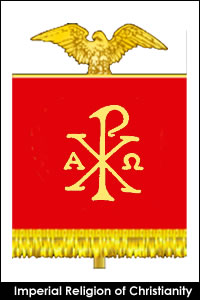 Α Ω
Imperial Religion of Christianity